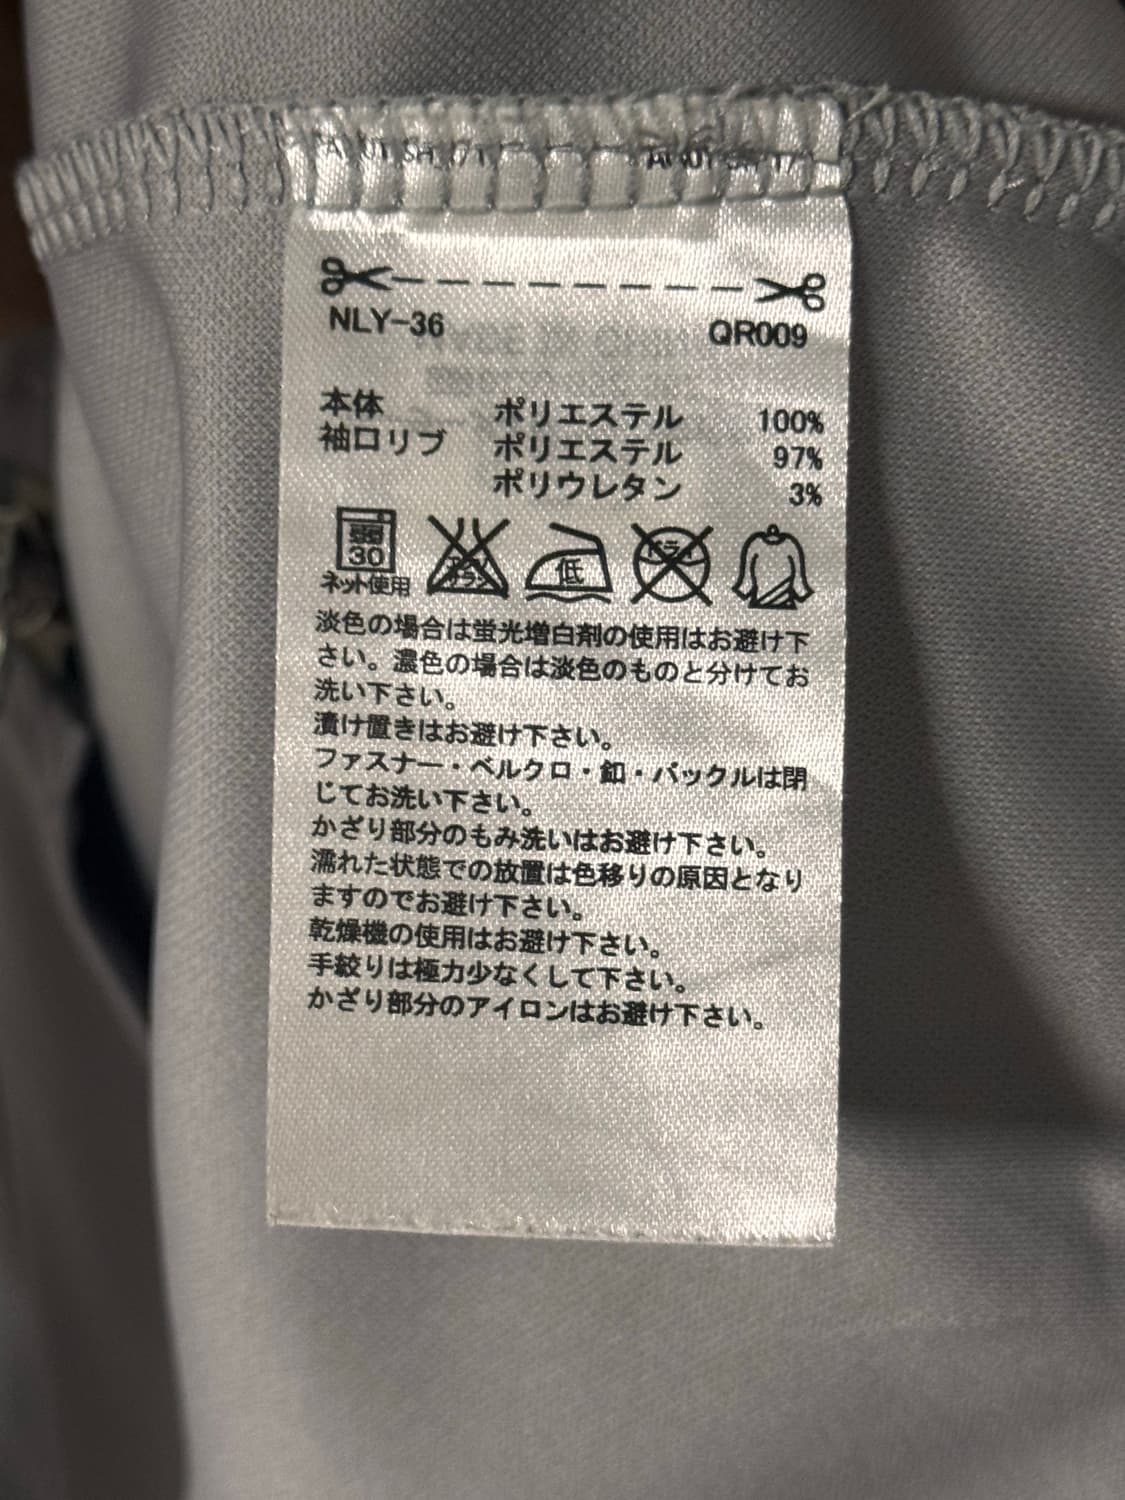 NLY-36 QR009
本体 ポリエステル 100%
袖口リブ ポリエステル 97%
ポリウレタン 3%
弱
30
ネット使用
低
ドライ
淡色の場合は蛍光増白剤の使用はお避け下
さい。濃色の場合は淡色のものと分けてお
洗い下さい。
漬け置きはお避け下さい。
ファスナー・ベルクロ・釦・バックルは閉
じてお洗い下さい。
かざり部分のもみ洗いはお避け下さい。
濡れた状態での放置は色移りの原因となり
ますのでお避け下さい。
乾燥機の使用はお避け下さい。
手絞りは極力少なくして下さい。
かざり部分のアイロンはお避け下さい。